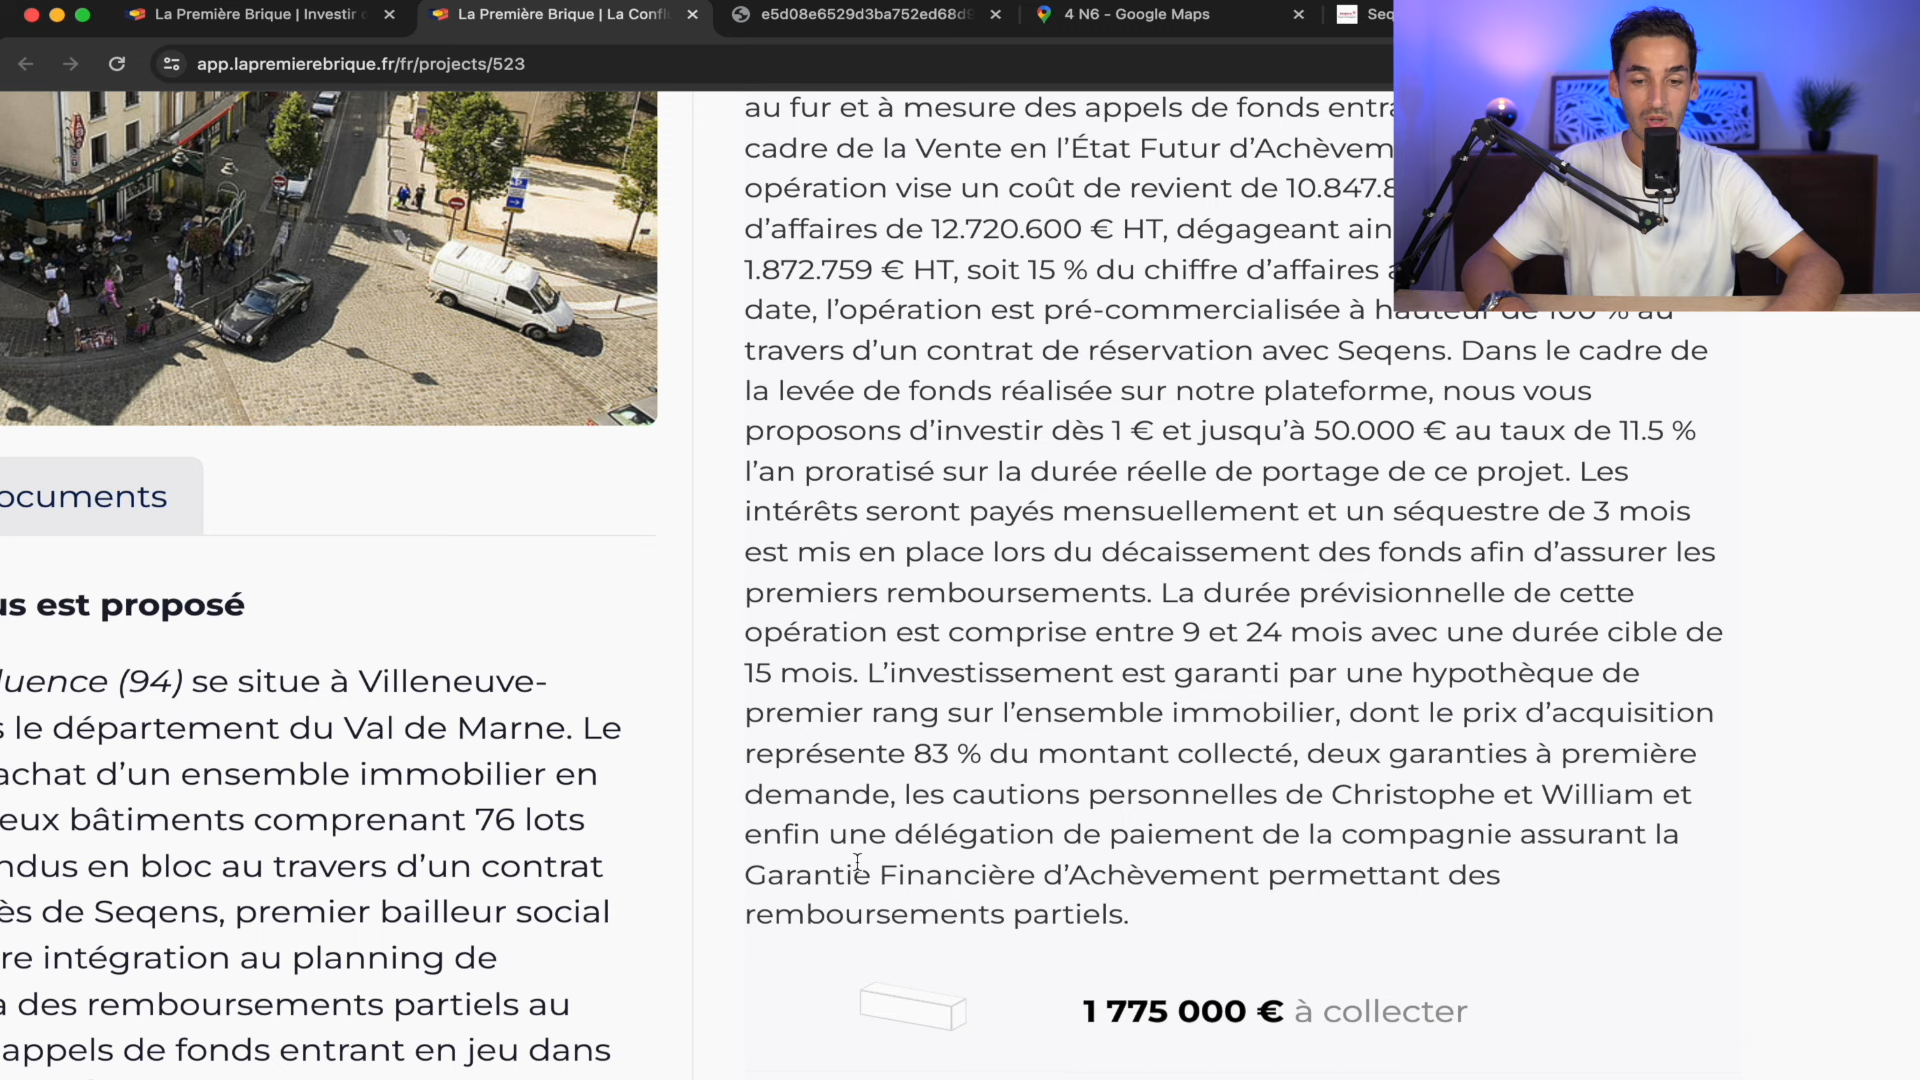 La Première Brique | Investir
La Première Brique | La Confl
e5d08e6529d3ba752ed68d9
4 N6 - Google Maps
Seq
app.lapremierebrique.fr/fr/projects/523
ocuments
us est proposé
luence (94) se situe à Villeneuve-
s le département du Val de Marne. Le
achat d'un ensemble immobilier en
eux bâtiments comprenant 76 lots
ndus en bloc au travers d'un contrat
ès de Seqens, premier bailleur social
re intégration au planning de
a des remboursements partiels au
appels de fonds entrant en jeu dans
au fur et à mesure des appels de fonds entra
cadre de la Vente en l'État Futur d'Achèvem
opération vise un coût de revient de 10.847.8
d'affaires de 12.720.600 € HT, dégageant ain
1.872.759 € HT, soit 15 % du chiffre d'affaires a
date, l'opération est pré-commercialisée à hauteur de 100 % au
travers d'un contrat de réservation avec Seqens. Dans le cadre de
la levée de fonds réalisée sur notre plateforme, nous vous
proposons d'investir dès 1 € et jusqu'à 50.000 € au taux de 11.5 %
l'an proratisé sur la durée réelle de portage de ce projet. Les
intérêts seront payés mensuellement et un séquestre de 3 mois
est mis en place lors du décaissement des fonds afin d'assurer les
premiers remboursements. La durée prévisionnelle de cette
opération est comprise entre 9 et 24 mois avec une durée cible de
15 mois. L'investissement est garanti par une hypothèque de
premier rang sur l'ensemble immobilier, dont le prix d'acquisition
représente 83 % du montant collecté, deux garanties à première
demande, les cautions personnelles de Christophe et William et
enfin une délégation de paiement de la compagnie assurant la
Garantie Financière d'Achèvement permettant des
remboursements partiels.
1 775 000 € à collecter